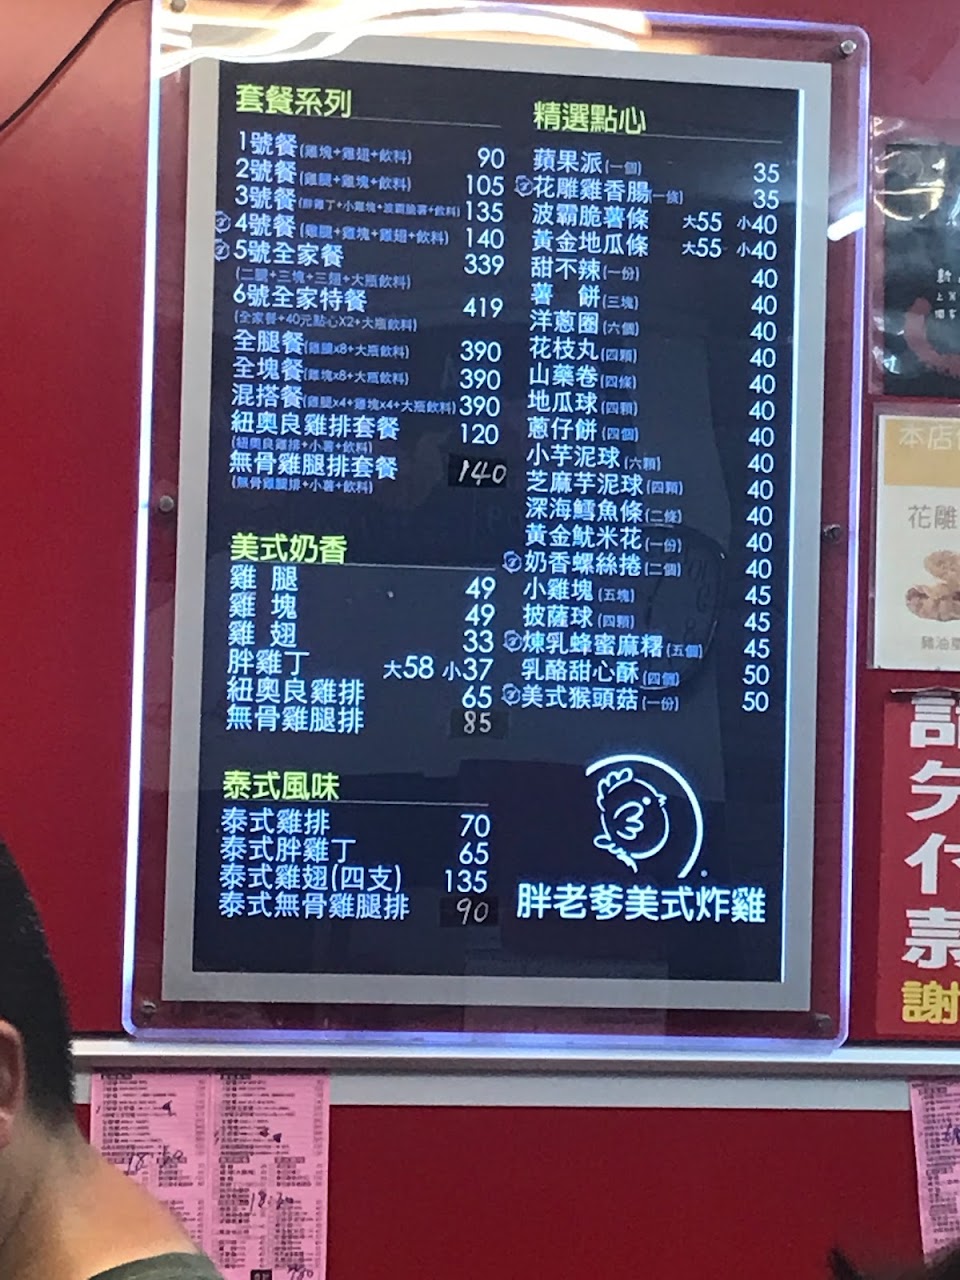 套餐系列
1號餐(雞塊+雞翅+飲料) 90
2號餐(雞腿+雞塊+飲料) 105
3號餐(胖雞丁+小雞塊+波霸脆薯+飲料) 135
4號餐(雞腿+雞塊+雞翅+飲料) 140
5號全家餐 339
(二腿+三塊+三翅+大瓶飲料)
6號全家特餐 419
(全家餐+40元點心X2+大瓶飲料)
全腿餐(雞腿x8+大瓶飲料) 390
全塊餐(雞塊x8+大瓶飲料) 390
混搭餐(雞腿x4+雞塊x4+大瓶飲料) 390
紐奧良雞排套餐 120
(紐奧良雞排+小薯+飲料)
無骨雞腿排套餐 140
(無骨雞腿排+小薯+飲料)
美式奶香
雞 腿 49
雞 塊 49
雞 翅 33
胖雞丁 大58 小37
紐奧良雞排 65
無骨雞腿排 85
泰式風味
泰式雞排 70
泰式胖雞丁 65
泰式雞翅(四支) 135
泰式無骨雞腿排 90
精選點心
蘋果派(一個) 35
花雕雞香腸(一條) 35
波霸脆薯條 大55 小40
黃金地瓜條 大55 小40
甜不辣(一份) 40
薯 餅(三塊) 40
洋蔥圈(六個) 40
花枝丸(四顆) 40
山藥卷(四條) 40
地瓜球(四顆) 40
蔥仔餅(四個) 40
小芋泥球(六顆) 40
芝麻芋泥球(四顆) 40
深海鱈魚條(二條) 40
黃金魷米花(一份) 40
奶香螺絲捲(二個) 40
小雞塊(五塊) 45
披薩球(四顆) 45
煉乳蜂蜜麻糬(五個) 45
乳酪甜心酥(四個) 50
美式猴頭菇(一份) 50
胖老爹美式炸雞
本店
花雕
雞油
請
先
付
款
謝
18:30